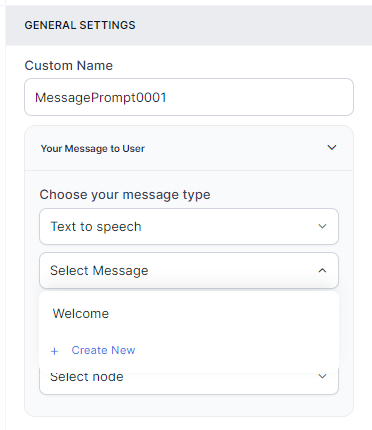 GENERAL SETTINGS
Custom Name
MessagePrompt0001
Your Message to User
Choose your message type
Text to speech
Select Message
Welcome
+ Create New
Select node